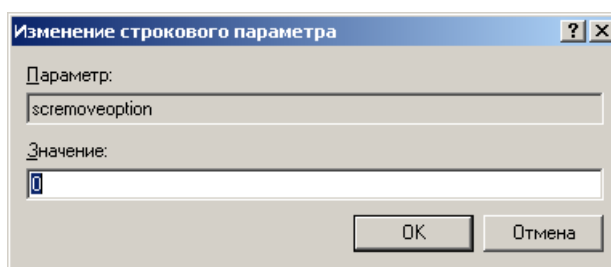 Изменение строкового параметра
Параметр:
scremoveoption
Значение:
0
OK Отмена